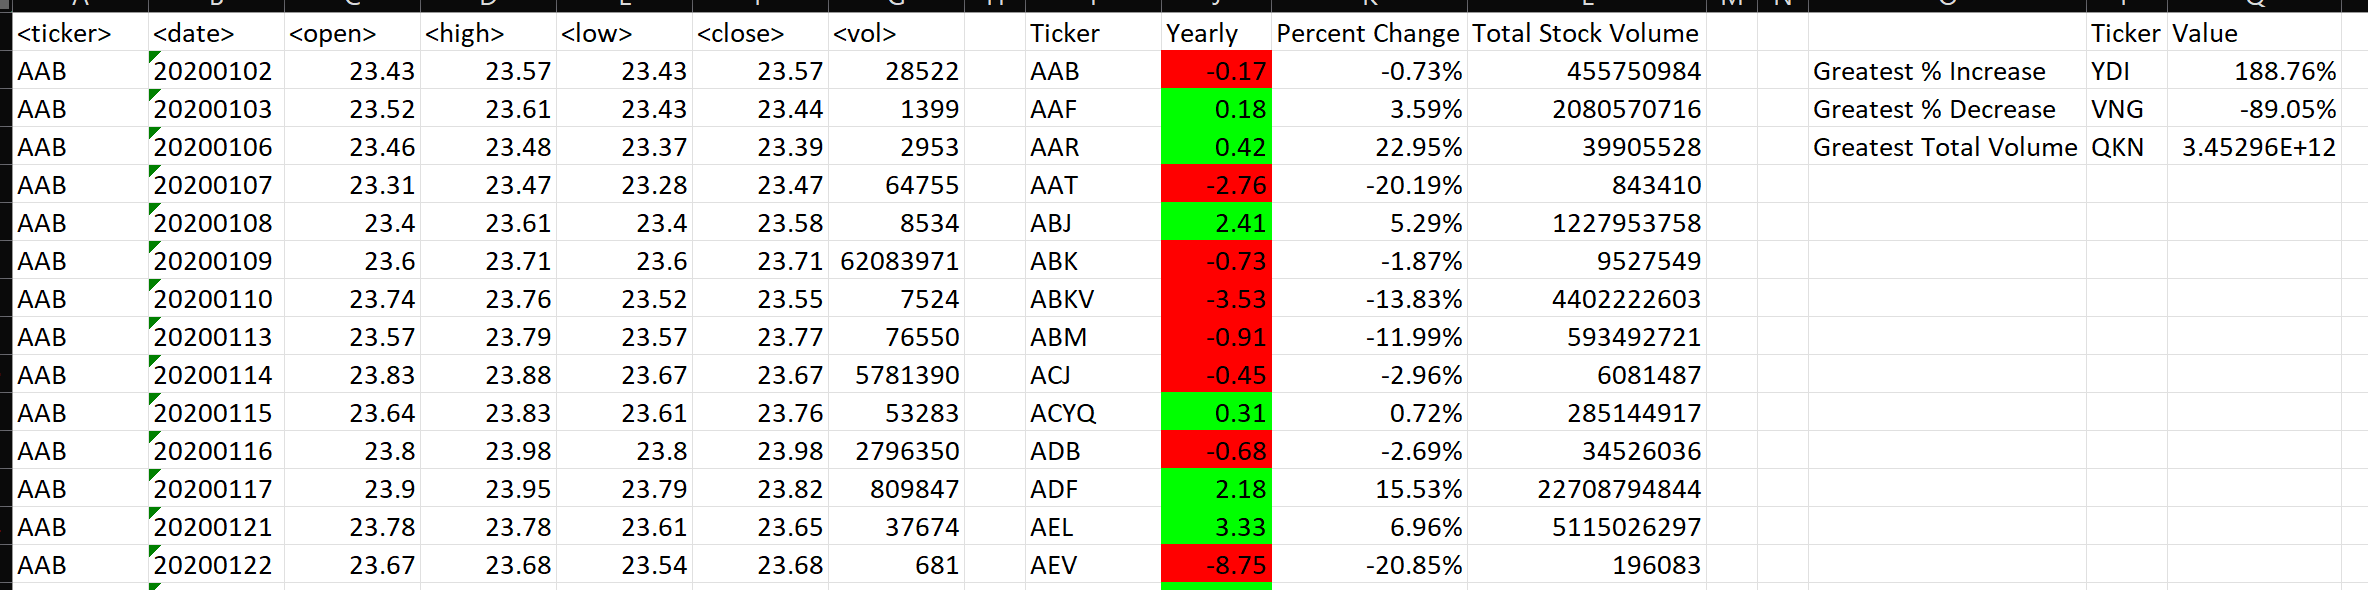 <ticker> <date> <open> <high> <low> <close> <vol> Ticker Yearly Percent Change Total Stock Volume Ticker Value
AAB 20200102 23.43 23.57 23.43 23.57 28522 AAB -0.17 -0.73% 455750984 Greatest % Increase YDI 188.76%
AAB 20200103 23.52 23.61 23.43 23.44 1399 AAF 0.18 3.59% 2080570716 Greatest % Decrease VNG -89.05%
AAB 20200106 23.46 23.48 23.37 23.39 2953 AAR 0.42 22.95% 39905528 Greatest Total Volume QKN 3.45296E+12
AAB 20200107 23.31 23.47 23.28 23.47 64755 AAT -2.76 -20.19% 843410
AAB 20200108 23.4 23.61 23.4 23.58 8534 ABJ 2.41 5.29% 1227953758
AAB 20200109 23.6 23.71 23.6 23.71 62083971 ABK -0.73 -1.87% 9527549
AAB 20200110 23.74 23.76 23.52 23.55 7524 ABKV -3.53 -13.83% 4402222603
AAB 20200113 23.57 23.79 23.57 23.77 76550 ABM -0.91 -11.99% 593492721
AAB 20200114 23.83 23.88 23.67 23.67 5781390 ACJ -0.45 -2.96% 6081487
AAB 20200115 23.64 23.83 23.61 23.76 53283 ACYQ 0.31 0.72% 285144917
AAB 20200116 23.8 23.98 23.8 23.98 2796350 ADB -0.68 -2.69% 34526036
AAB 20200117 23.9 23.95 23.79 23.82 809847 ADF 2.18 15.53% 22708794844
AAB 20200121 23.78 23.78 23.61 23.65 37674 AEL 3.33 6.96% 5115026297
AAB 20200122 23.67 23.68 23.54 23.68 681 AEV -8.75 -20.85% 196083